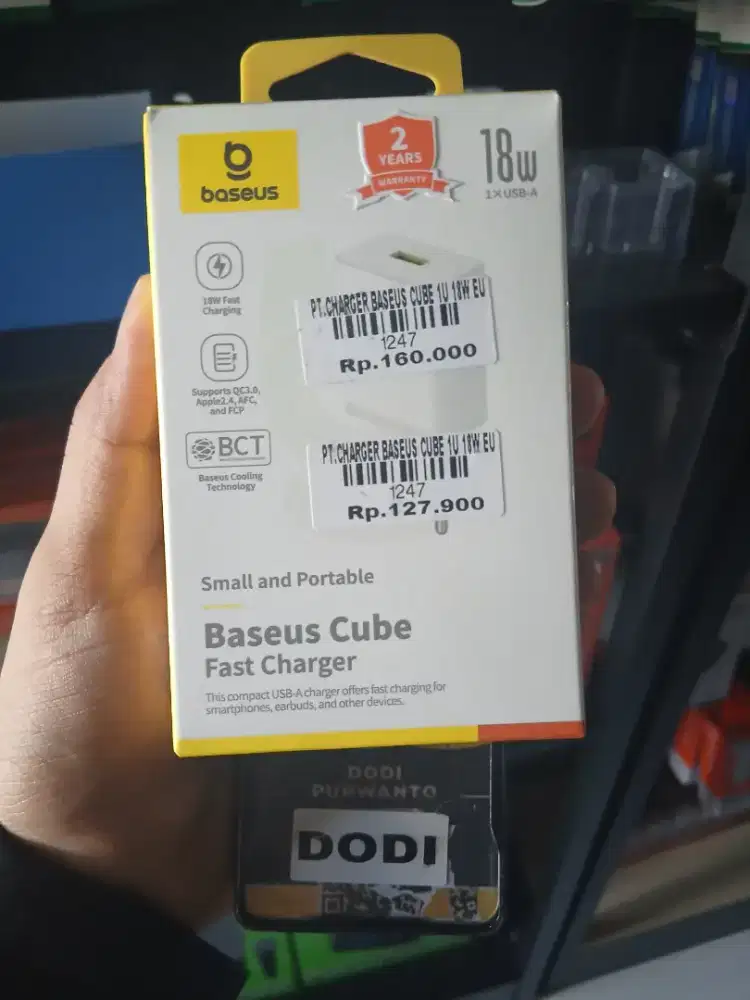 baseus
2
YEARS
WARRANTY
18w
1×USB-A
18W Fast
Charging
Supports QC3.0,
Apple2.4, AFC,
and FCP
BCT
Baseus Cooling
Technology
PT.CHARGER BASEUS CUBE 1U 18W EU
1247
Rp.160.000
PT.CHARGER BASEUS CUBE 1U 18W EU
1247
Rp.127.900
Small and Portable
Baseus Cube
Fast Charger
This compact USB-A charger offers fast charging for
smartphones, earbuds, and other devices.
DODI
PURWANTO
DODI